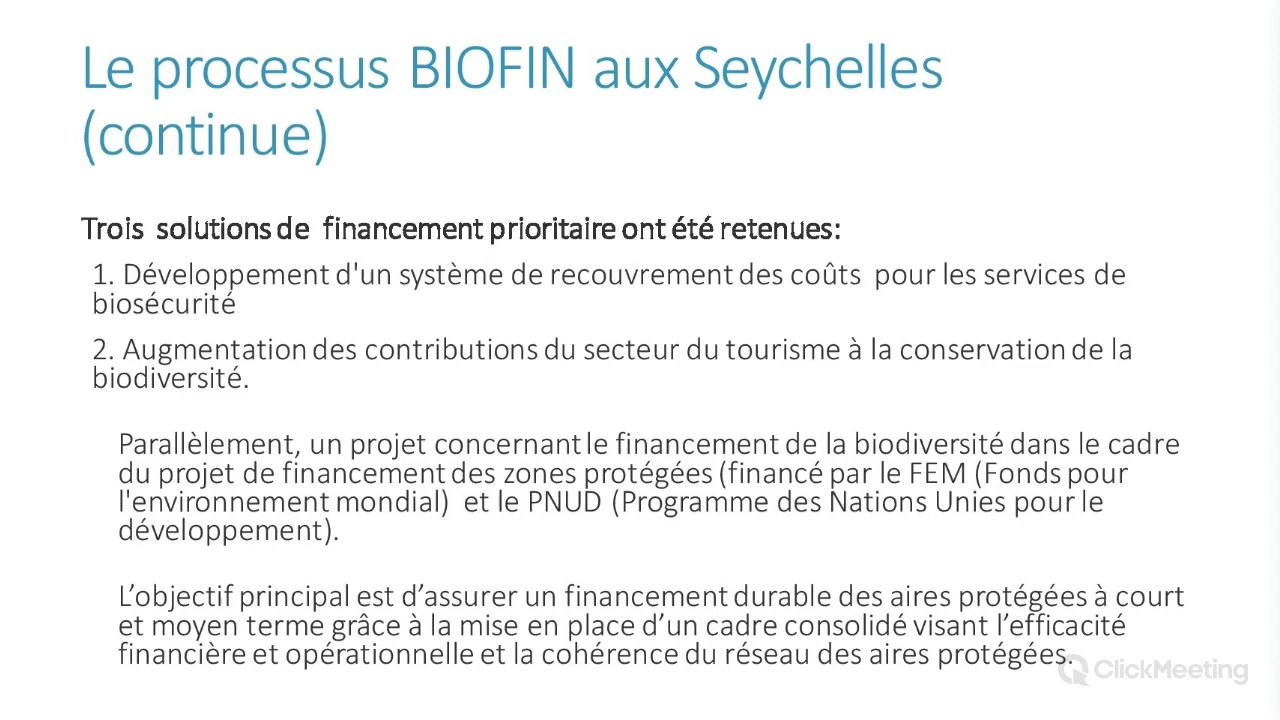 Le processus BIOFIN aux Seychelles
(continue)
Trois solutions de financement prioritaire ont été retenues:
1. Développement d'un système de recouvrement des coûts pour les services de
biosécurité
2. Augmentation des contributions du secteur du tourisme à la conservation de la
biodiversité.
Parallèlement, un projet concernant le financement de la biodiversité dans le cadre
du projet de financement des zones protégées (financé par le FEM (Fonds pour
l'environnement mondial) et le PNUD (Programme des Nations Unies pour le
développement).
L’objectif principal est d’assurer un financement durable des aires protégées à court
et moyen terme grâce à la mise en place d’un cadre consolidé visant l’efficacité
financière et opérationnelle et la cohérence du réseau des aires protégées.
ClickMeeting